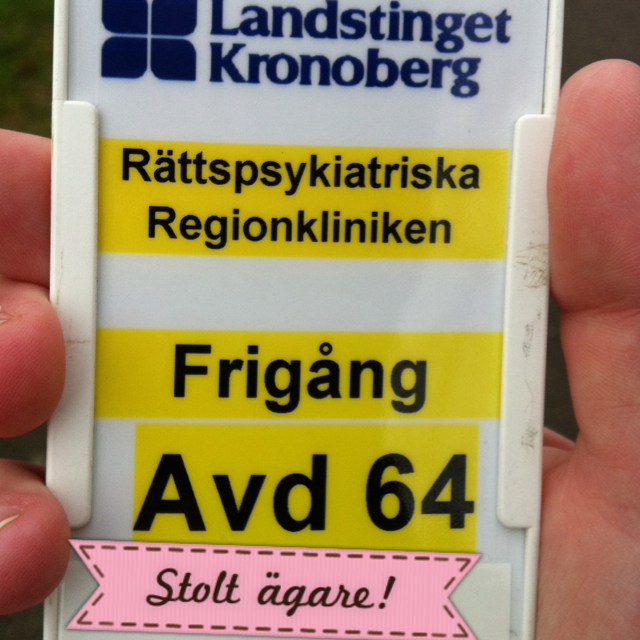 Landstinget
Kronoberg
Rättspsykiatriska
Regionkliniken
Frigång
Avd 64
Stolt ägare!